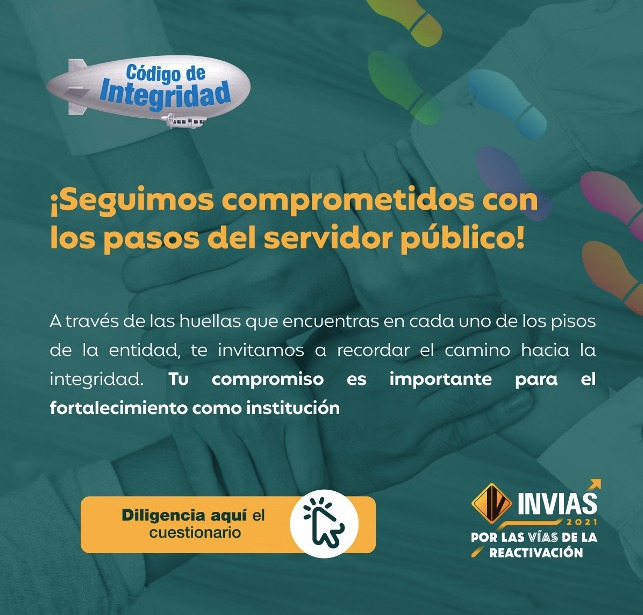 Código de
Integridad
¡Seguimos comprometidos con
los pasos del servidor público!
A través de las huellas que encuentras en cada uno de los pisos
de la entidad, te invitamos a recordar el camino hacia la
integridad. Tu compromiso es importante para el
fortalecimiento como institución
Diligencia aquí el
cuestionario
INVIAS
2021
POR LAS VÍAS DE LA
REACTIVACIÓN